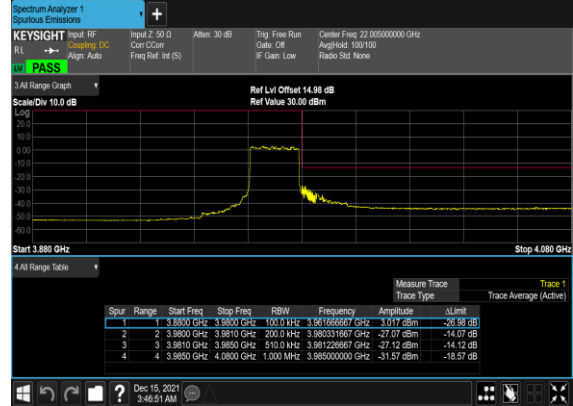 Spectrum Analyzer 1
Spurious Emissions
+
KEYSIGHT Input: RF Input Z: 50 Ω Atten: 30 dB Trig: Free Run Center Freq: 22.005000000 GHz
RL Coupling: DC Corr CCorr Gate: Off Avg|Hold: 100/100
Align: Auto Freq Ref: Int (S) IF Gain: Low Radio Std: None
PASS
3 All Range Graph
Ref Lvl Offset 14.98 dB
Scale/Div 10.0 dB Ref Value 30.00 dBm
Log
20.0
10.0
0.00
-10.0
-20.0
-30.0
-40.0
-50.0
-60.0
Start 3.880 GHz Stop 4.080 GHz
4 All Range Table
Measure Trace Trace 1
Trace Type Trace Average (Active)
Spur Range Start Freq Stop Freq RBW Frequency Amplitude ΔLimit
1 1 3.8800 GHz 3.9800 GHz 100.0 kHz 3.961666667 GHz 3.017 dBm -26.98 dB
2 2 3.9800 GHz 3.9810 GHz 200.0 kHz 3.980331667 GHz -27.07 dBm -14.07 dB
3 3 3.9810 GHz 3.9850 GHz 510.0 kHz 3.981226667 GHz -27.12 dBm -14.12 dB
4 4 3.9850 GHz 4.0800 GHz 1.000 MHz 3.985000000 GHz -31.57 dBm -18.57 dB
? Dec 15, 2021
3:46:51 AM